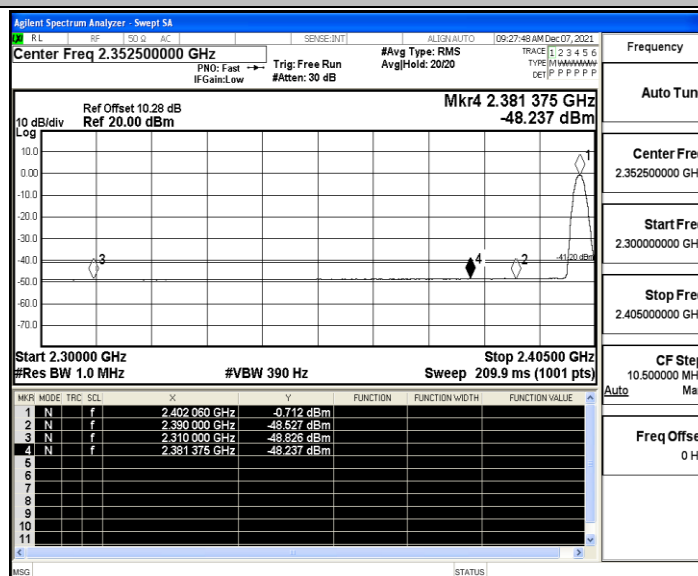 Agilent Spectrum Analyzer - Swept SA
RL RF 50 Ω AC SENSE:INT ALIGN AUTO 09:27:48 AM Dec 07, 2021
Center Freq 2.352500000 GHz
PNO: Fast
IFGain:Low
Trig: Free Run
#Atten: 30 dB
#Avg Type: RMS
Avg|Hold: 20/20
TRACE 1 2 3 4 5 6
TYPE
DET P P P P P P
Ref Offset 10.28 dB
Ref 20.00 dBm
10 dB/div
Log
Mkr4 2.381 375 GHz
-48.237 dBm
10.0
0.00
-10.0
-20.0
-30.0
-40.0
-50.0
-60.0
-70.0
1
3
4
2
-41.20 dBm
Start 2.30000 GHz
Stop 2.40500 GHz
#Res BW 1.0 MHz
#VBW 390 Hz
Sweep 209.9 ms (1001 pts)
MKR MODE TRC SCL X Y FUNCTION FUNCTION WIDTH FUNCTION VALUE
1 N f 2.402 060 GHz -0.712 dBm
2 N f 2.390 000 GHz -48.527 dBm
3 N f 2.310 000 GHz -48.826 dBm
4 N f 2.381 375 GHz -48.237 dBm
5
6
7
8
9
10
11
MSG STATUS
Frequency
Auto Tun
Center Fre
2.352500000 GH
Start Fre
2.300000000 GH
Stop Fre
2.405000000 GH
CF Step
10.500000 MH
Auto Ma
Freq Offse
0 H